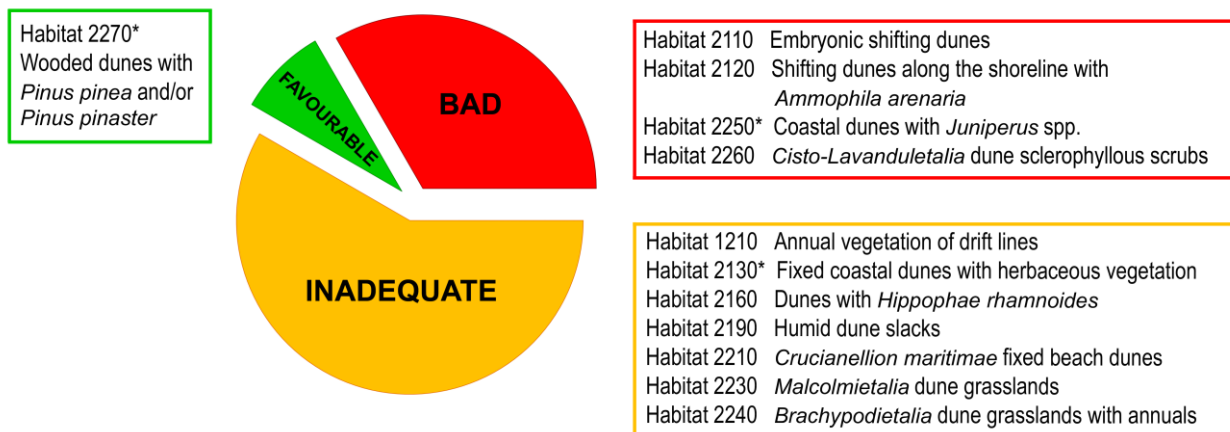 Habitat 2270*
Wooded dunes with
Pinus pinea and/or
Pinus pinaster
FAVOURABLE
BAD
INADEQUATE
Habitat 2110 Embryonic shifting dunes
Habitat 2120 Shifting dunes along the shoreline with
Ammophila arenaria
Habitat 2250* Coastal dunes with Juniperus spp.
Habitat 2260 Cisto-Lavanduletalia dune sclerophyllous scrubs
Habitat 1210 Annual vegetation of drift lines
Habitat 2130* Fixed coastal dunes with herbaceous vegetation
Habitat 2160 Dunes with Hippophae rhamnoides
Habitat 2190 Humid dune slacks
Habitat 2210 Crucianellion maritimae fixed beach dunes
Habitat 2230 Malcolmietalia dune grasslands
Habitat 2240 Brachypodietalia dune grasslands with annuals